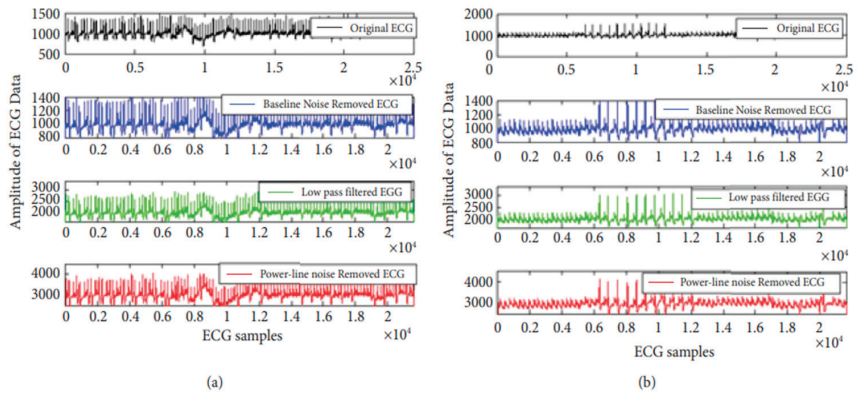 Amplitude of ECG Data
1500
1000
500
Original ECG
0 0.5 1 1.5 2 2.5
×10⁴
1400
1200
1000
800
Baseline Noise Removed ECG
0 0.2 0.4 0.6 0.8 1 1.2 1.4 1.6 1.8 2
×10⁴
3000
2500
2000
Low pass filtered EGG
0 0.2 0.4 0.6 0.8 1 1.2 1.4 1.6 1.8 2
×10⁴
4000
3000
Power-line noise Removed ECG
0 0.2 0.4 0.6 0.8 1 1.2 1.4 1.6 1.8 2
×10⁴
ECG samples
(a)
Amplitude of ECG Data
2000
1000
0
Original ECG
0 0.5 1 1.5 2 2.5
×10⁴
1400
1200
1000
800
Baseline Noise Removed ECG
0 0.2 0.4 0.6 0.8 1 1.2 1.4 1.6 1.8 2
×10⁴
3000
2500
2000
Low pass filtered EGG
0 0.2 0.4 0.6 0.8 1 1.2 1.4 1.6 1.8 2
×10⁴
4000
3000
Power-line noise Removed ECG
0 0.2 0.4 0.6 0.8 1 1.2 1.4 1.6 1.8 2
×10⁴
ECG samples
(b)